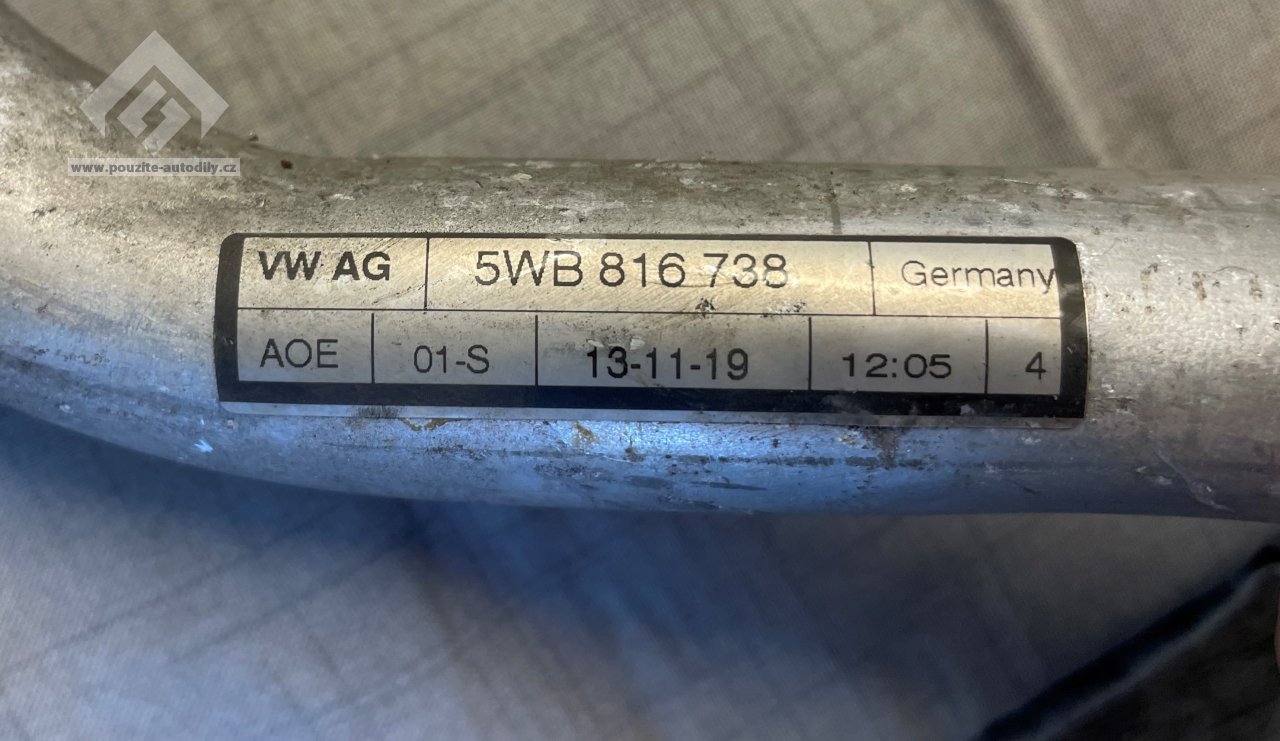 www.pouzite-autodily.cz
VW AG 5WB 816 738 Germany
AOE 01-S 13-11-19 12:05 4